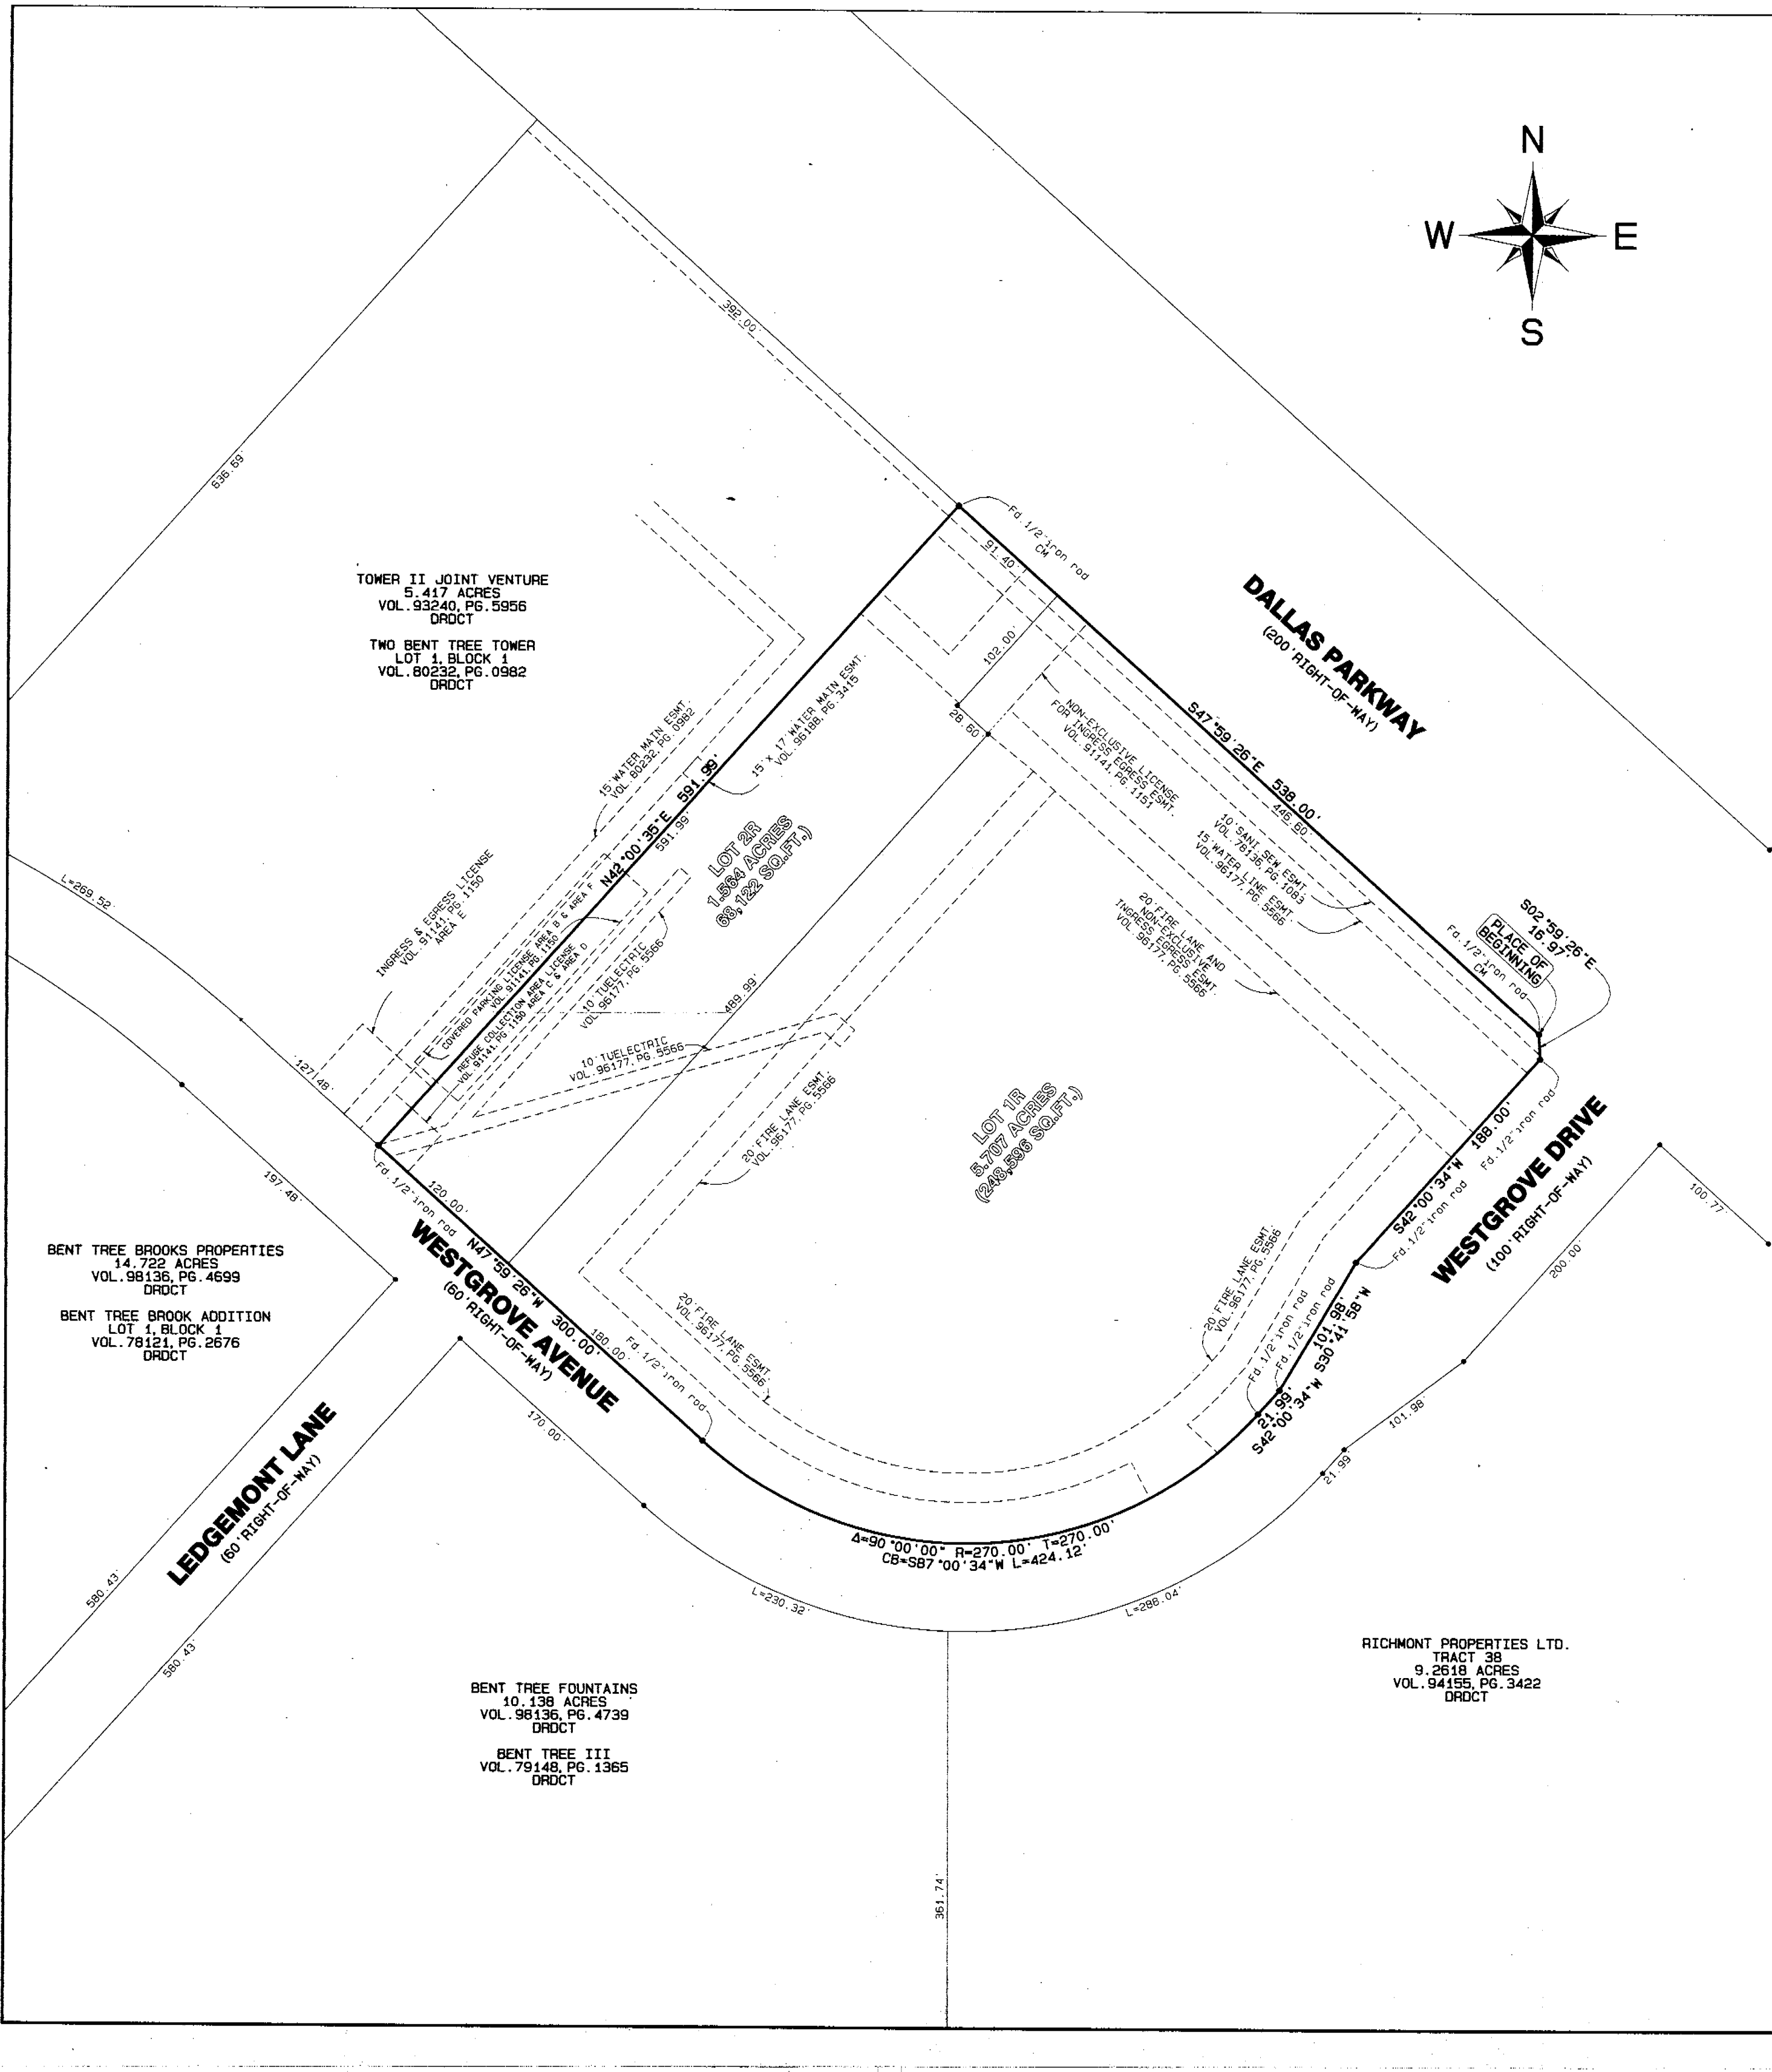 N
W
E
S
392.00'
636.69'
TOWER II JOINT VENTURE
5.417 ACRES
VOL.93240, PG.5956
DRDCT
TWO BENT TREE TOWER
LOT 1, BLOCK 1
VOL.80232, PG.0982
DRDCT
Fd.1/2"iron rod
CM
91.40'
102.00'
28.60'
DALLAS PARKWAY
(200'RIGHT-OF-WAY)
S47°59'26"E 538.00'
446.60'
NON-EXCLUSIVE LICENSE
FOR INGRESS EGRESS ESMT.
VOL.91141, PG.1151
15'WATER MAIN ESMT.
VOL.80232, PG.0982
15'X 17'WATER MAIN ESMT.
VOL.96188, PG.3415
N42°00'35"E 591.99'
591.99'
LOT 2R
1.564 ACRES
68,122 SQ.FT.)
10'SANI.SEW ESMT.
VOL.78136, PG.1083
15'WATER LINE ESMT.
VOL.96177, PG.5566
20'FIRE LANE AND
NON-EXCLUSIVE
INGRESS EGRESS ESMT.
VOL.96177, PG.5566
L=269.52'
INGRESS & EGRESS LICENSE
VOL.91141, PG.1150
AREA E
COVERED PARKING LICENSE AREA B & AREA F
VOL.91141, PG.1150
REFUGE COLLECTION AREA LICENSE
VOL.91141, PG.1150 AREA C & AREA D
10'TUELECTRIC
VOL.96177, PG.5566
489.99'
10'TUELECTRIC
VOL.96177, PG.5566
S02°59'26"E
16.97'
PLACE OF
BEGINNING
Fd.1/2"iron rod
CM
127.48'
197.48'
Fd.1/2"iron rod
120.00'
20'FIRE LANE ESMT.
VOL.96177, PG.5566
LOT 1R
5.707 ACRES
(248,596 SQ.FT.)
S42°00'34"W 188.00'
Fd.1/2"iron rod
Fd.1/2"iron rod
WESTGROVE DRIVE
(100'RIGHT-OF-WAY)
100.77'
200.00'
BENT TREE BROOKS PROPERTIES
14.722 ACRES
VOL.98136, PG.4699
DRDCT
BENT TREE BROOK ADDITION
LOT 1, BLOCK 1
VOL.78121, PG.2676
DRDCT
N47°59'26"W 300.00'
WESTGROVE AVENUE
(60'RIGHT-OF-WAY)
180.00'
Fd.1/2"iron rod
20'FIRE LANE ESMT.
VOL.96177, PG.5566
20'FIRE LANE ESMT.
VOL.96177, PG.5566
Fd.1/2"iron rod
Fd.1/2"iron rod
101.98'
S30°41'58"W
21.99'
S42°00'34"W
101.98'
21.99'
170.00'
LEDGEMONT LANE
(60'RIGHT-OF-WAY)
580.43'
580.43'
Δ=90°00'00" R=270.00' T=270.00'
CB=S87°00'34"W L=424.12'
L=230.32'
L=288.04'
RICHMONT PROPERTIES LTD.
TRACT 38
9.2618 ACRES
VOL.94155, PG.3422
DRDCT
BENT TREE FOUNTAINS
10.138 ACRES
VOL.98136, PG.4739
DRDCT
BENT TREE III
VOL.79148, PG.1365
DRDCT
361.74'